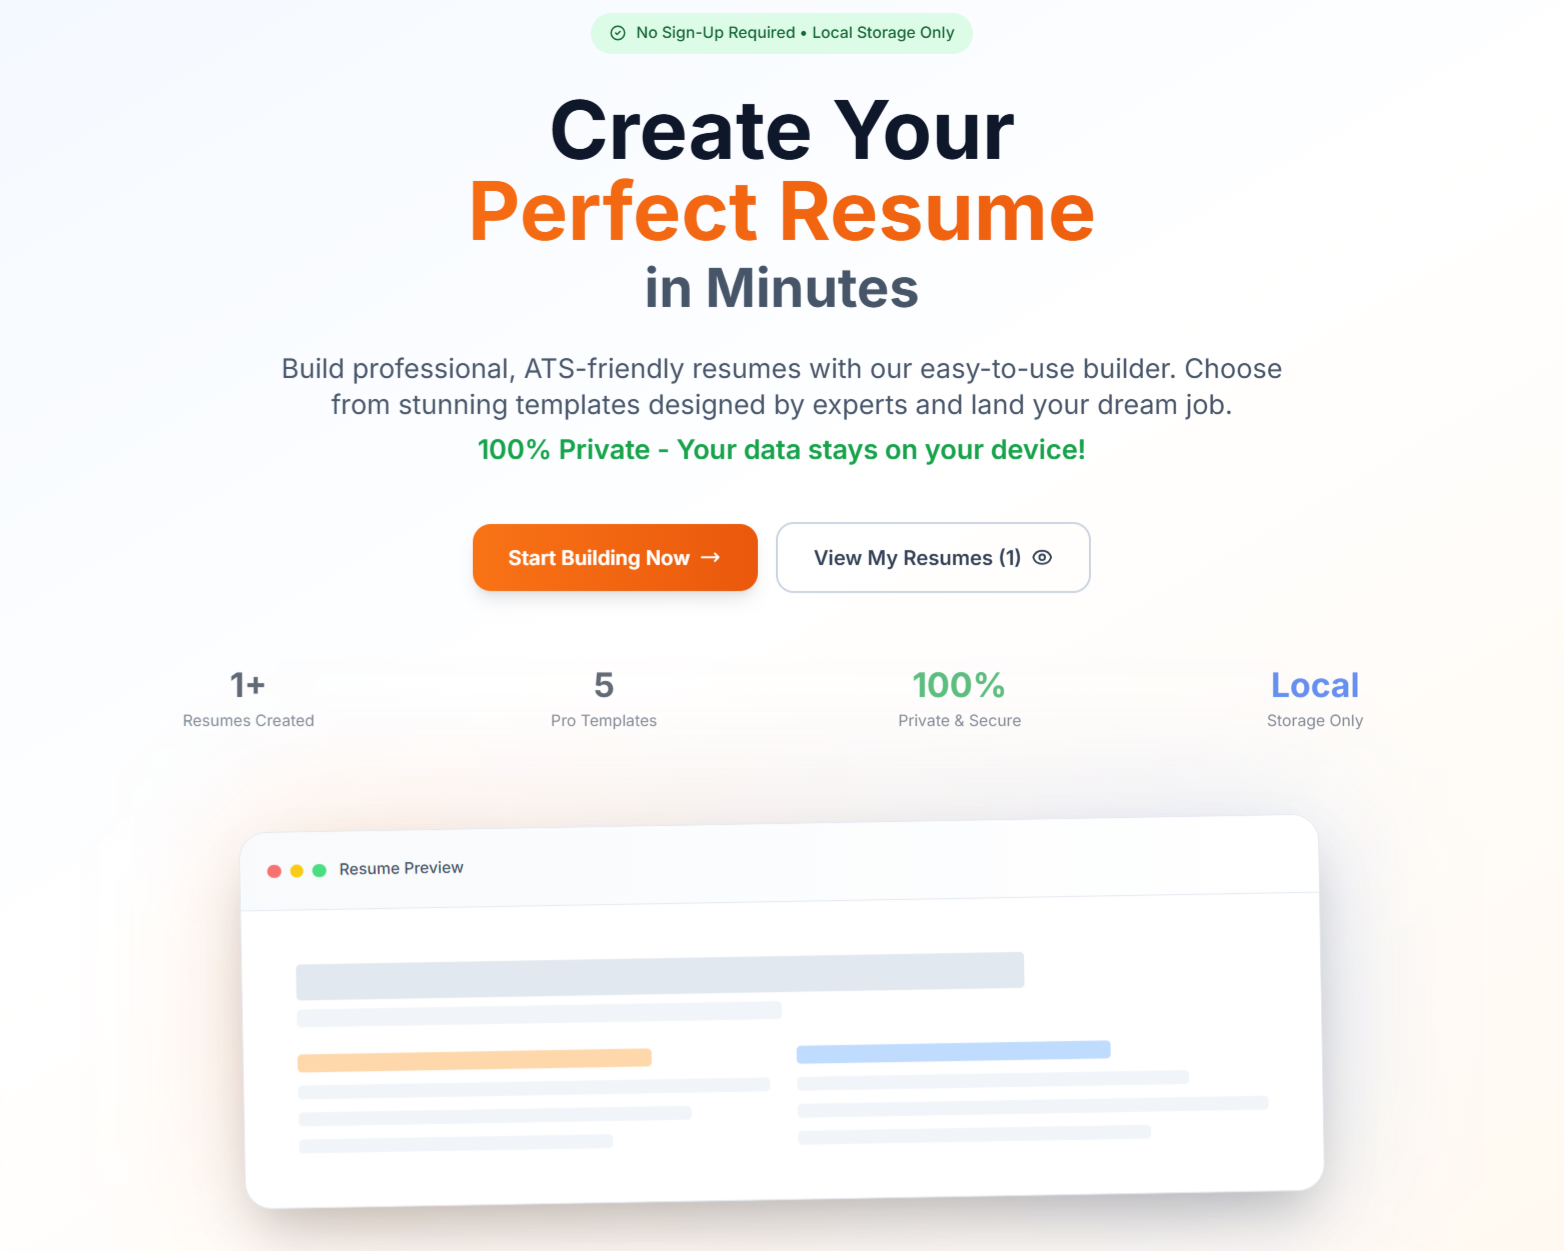 No Sign-Up Required • Local Storage Only
Create Your
Perfect Resume
in Minutes
Build professional, ATS-friendly resumes with our easy-to-use builder. Choose
from stunning templates designed by experts and land your dream job.
100% Private - Your data stays on your device!
Start Building Now →
View My Resumes (1)
1+
Resumes Created
5
Pro Templates
100%
Private & Secure
Local
Storage Only
Resume Preview